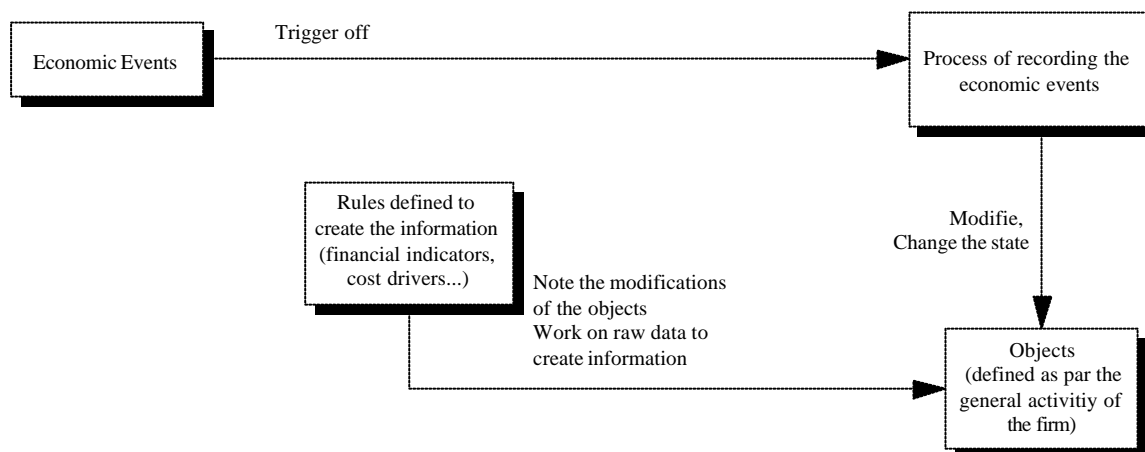 Economic Events
Trigger off
Process of recording the
economic events
Rules defined to
create the information
(financial indicators,
cost drivers...)
Modifie,
Change the state
Note the modifications
of the objects
Work on raw data to
create information
Objects
(defined as par the
general activitiy of
the firm)